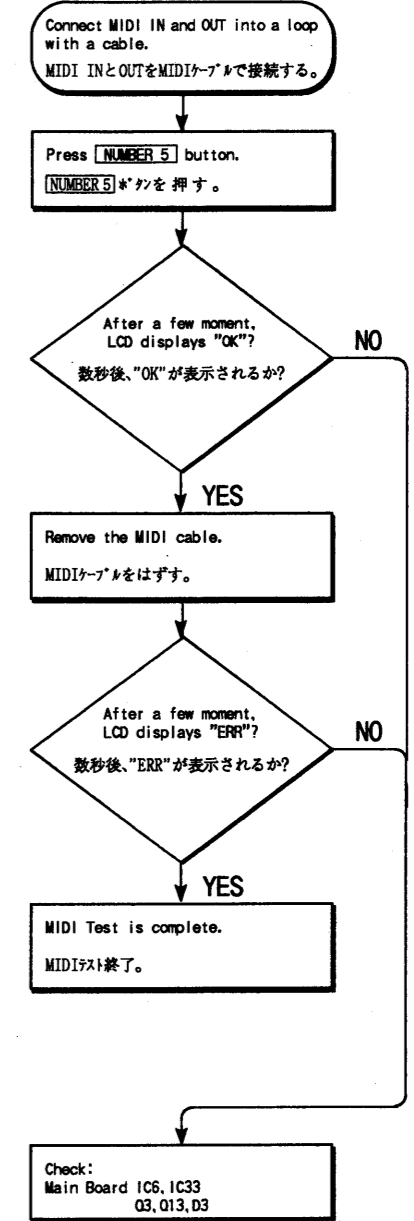 Connect MIDI IN and OUT into a loop
with a cable.
MIDI INとOUTをMIDIケーブルで接続する。
Press NUMBER 5 button.
NUMBER 5 ボタンを押す。
After a few moment,
LCD displays "OK"?
数秒後、"OK"が表示されるか?
NO
YES
Remove the MIDI cable.
MIDIケーブルをはずす。
After a few moment,
LCD displays "ERR"?
数秒後、"ERR"が表示されるか?
NO
YES
MIDI Test is complete.
MIDIテスト終了。
Check:
Main Board IC6, IC33
Q3, Q13, D3